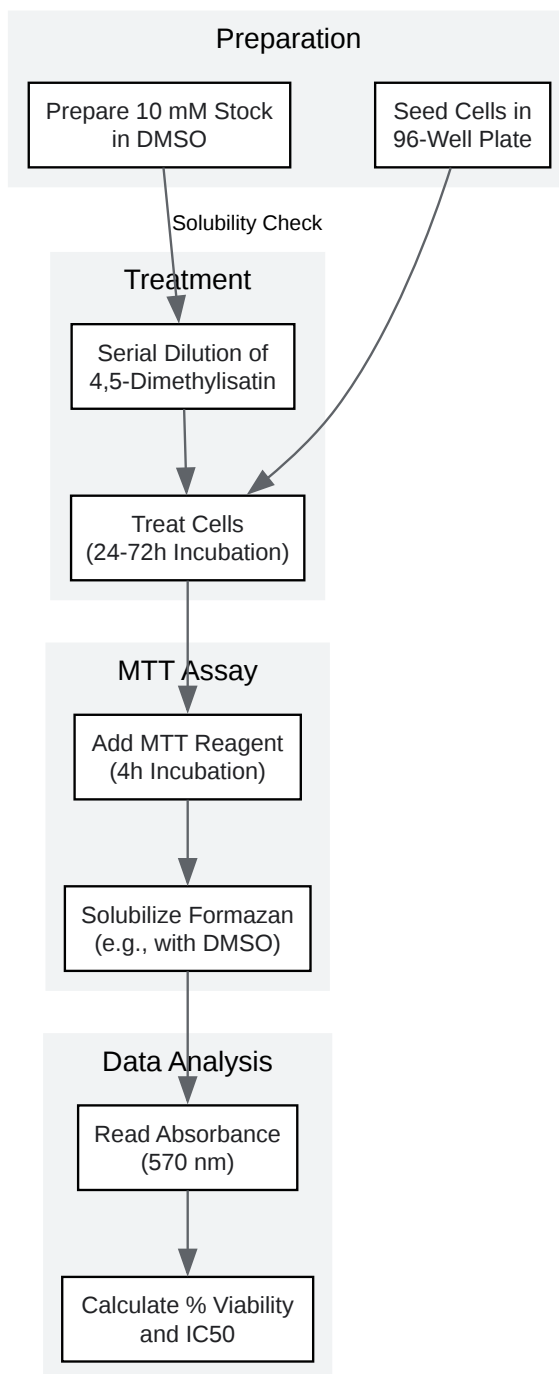 Preparation
Prepare 10 mM Stock
in DMSO
Seed Cells in
96-Well Plate
Solubility Check
Treatment
Serial Dilution of
4,5-Dimethylisatin
Treat Cells
(24-72h Incubation)
MTT Assay
Add MTT Reagent
(4h Incubation)
Solubilize Formazan
(e.g., with DMSO)
Data Analysis
Read Absorbance
(570 nm)
Calculate % Viability
and IC50